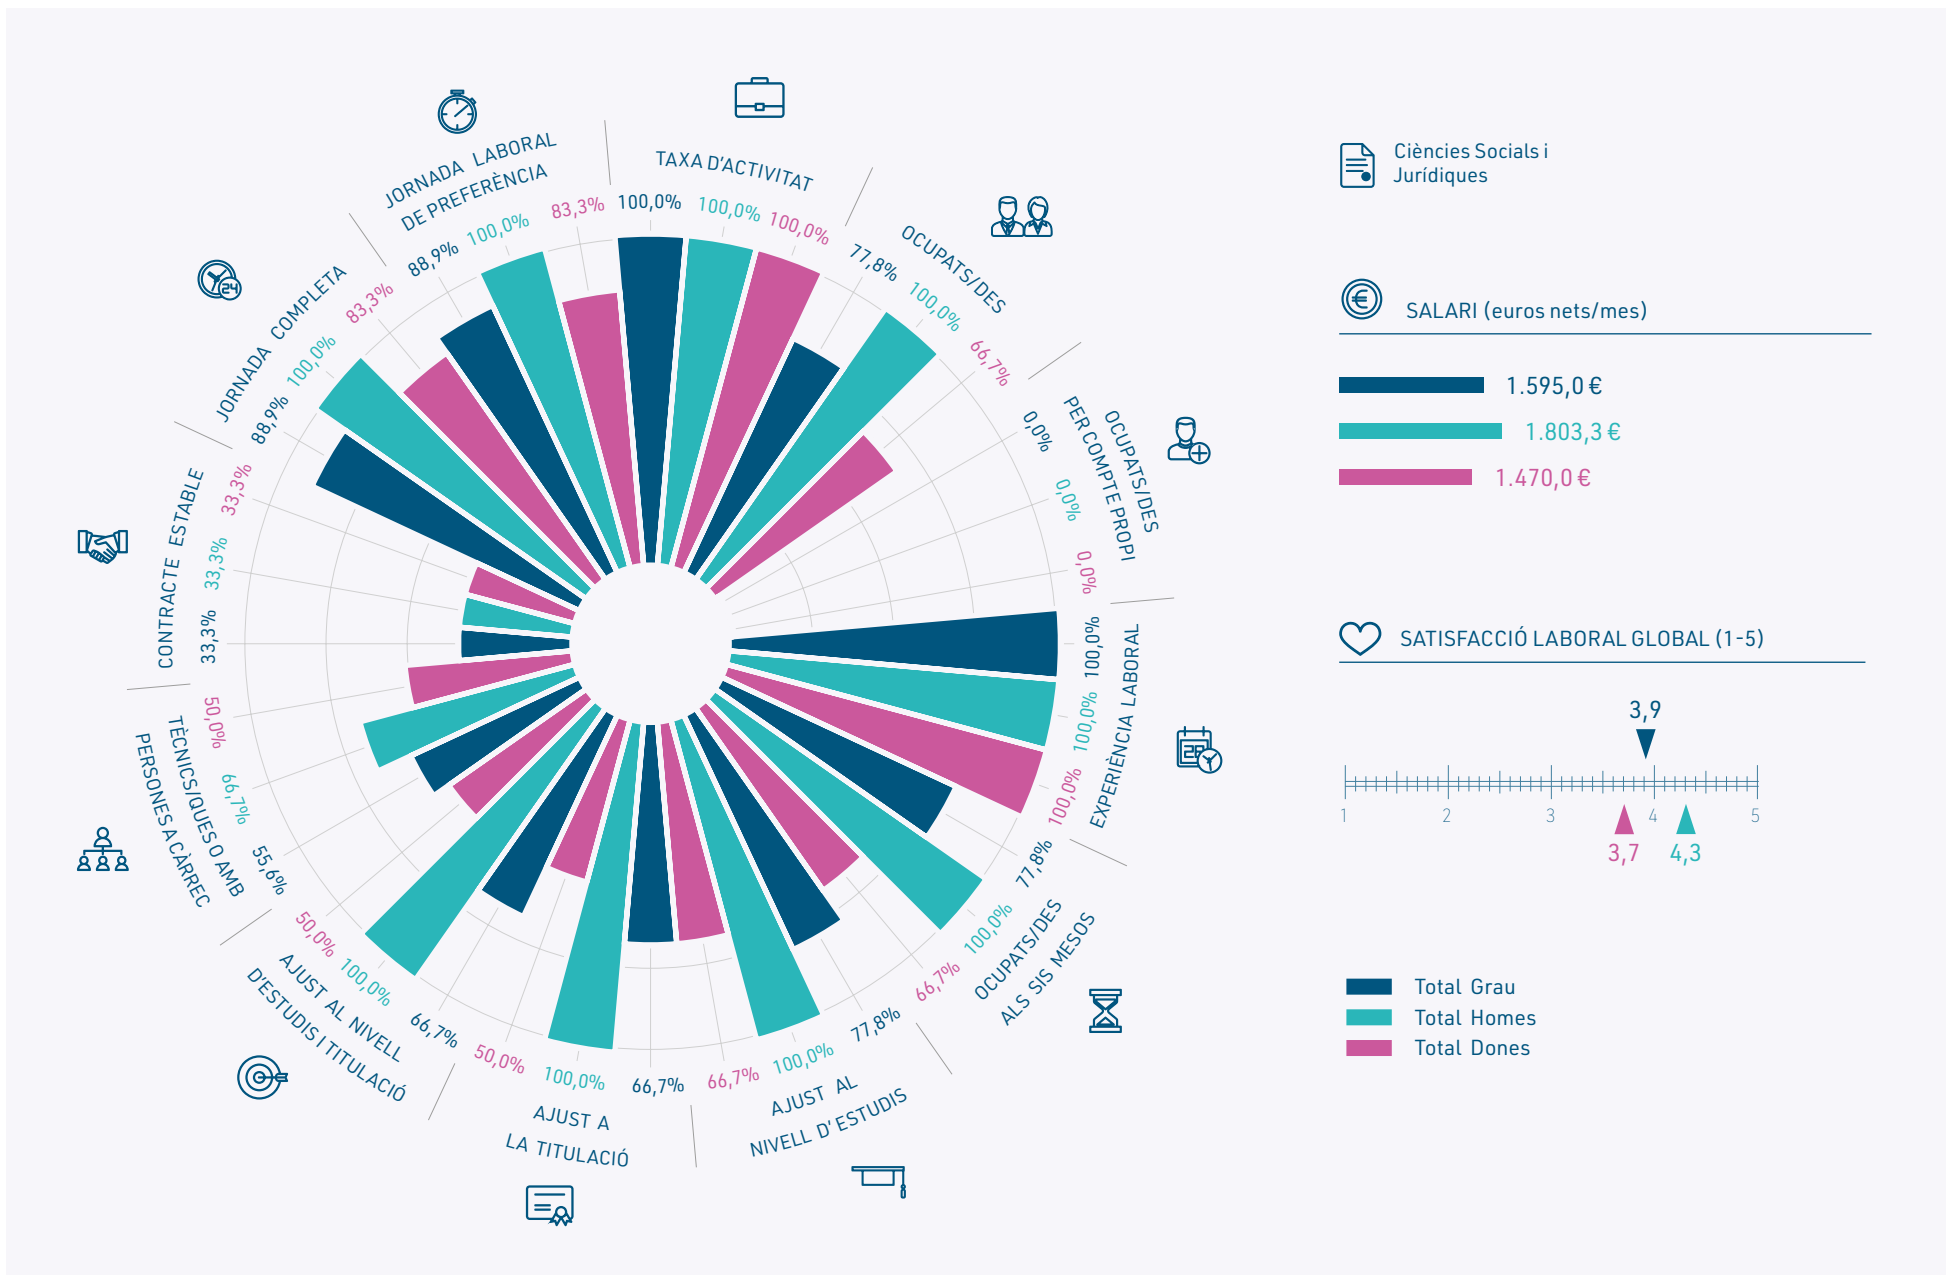 JORNADA LABORAL
DE PREFERÈNCIA
88,9%
100,0%
83,3%
TAXA D'ACTIVITAT
100,0%
100,0%
100,0%
OCUPATS/DES
77,8%
100,0%
66,7%
OCUPATS/DES
PER COMPTE PROPI
0,0%
0,0%
0,0%
EXPERIÈNCIA LABORAL
100,0%
100,0%
100,0%
OCUPATS/DES
ALS SIS MESOS
77,8%
100,0%
66,7%
AJUST AL
NIVELL D'ESTUDIS
77,8%
100,0%
66,7%
AJUST A
LA TITULACIÓ
66,7%
100,0%
50,0%
AJUST AL NIVELL
D'ESTUDIS I TITULACIÓ
66,7%
100,0%
50,0%
TÈCNICS/QUES O AMB
PERSONES A CÀRREC
55,6%
66,7%
50,0%
CONTRACTE ESTABLE
33,3%
33,3%
33,3%
JORNADA COMPLETA
88,9%
100,0%
83,3%
24
28
Ciències Socials i
Jurídiques
€
SALARI (euros nets/mes)
1.595,0 €
1.803,3 €
1.470,0 €
SATISFACCIÓ LABORAL GLOBAL (1-5)
3,9
1 2 3 4 5
3,7 4,3
Total Grau
Total Homes
Total Dones